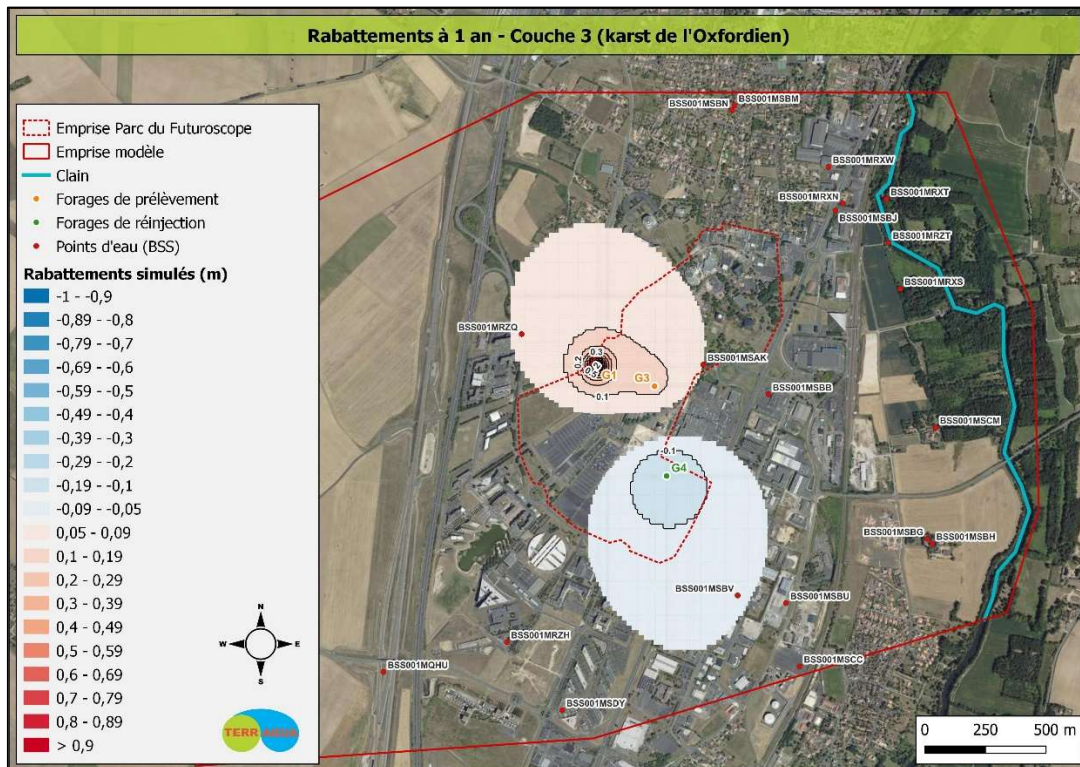 Rabattements à 1 an - Couche 3 (karst de l'Oxfordien)
Emprise Parc du Futuroscope
Emprise modèle
Clain
Forages de prélèvement
Forages de réinjection
Points d'eau (BSS)
Rabattements simulés (m)
-1 - -0,9
-0,89 - -0,8
-0,79 - -0,7
-0,69 - -0,6
-0,59 - -0,5
-0,49 - -0,4
-0,39 - -0,3
-0,29 - -0,2
-0,19 - -0,1
-0,09 - -0,05
0,05 - 0,09
0,1 - 0,19
0,2 - 0,29
0,3 - 0,39
0,4 - 0,49
0,5 - 0,59
0,6 - 0,69
0,7 - 0,79
0,8 - 0,89
> 0,9
N
W E
S
TERR AQUA
BSS001MSBN
BSS001MSBM
BSS001MRXW
BSS001MRXT
BSS001MRXN
BSS001MSBJ
BSS001MRZT
BSS001MRXS
BSS001MRZQ
0.3
0.2
G1
G3
0.1
BSS001MSAK
BSS001MSBB
BSS001MSCM
-0.1
G4
BSS001MSBG
BSS001MSBH
BSS001MSBV
BSS001MSBU
BSS001MRZH
BSS001MQHU
BSS001MSCC
BSS001MSDY
0 250 500 m